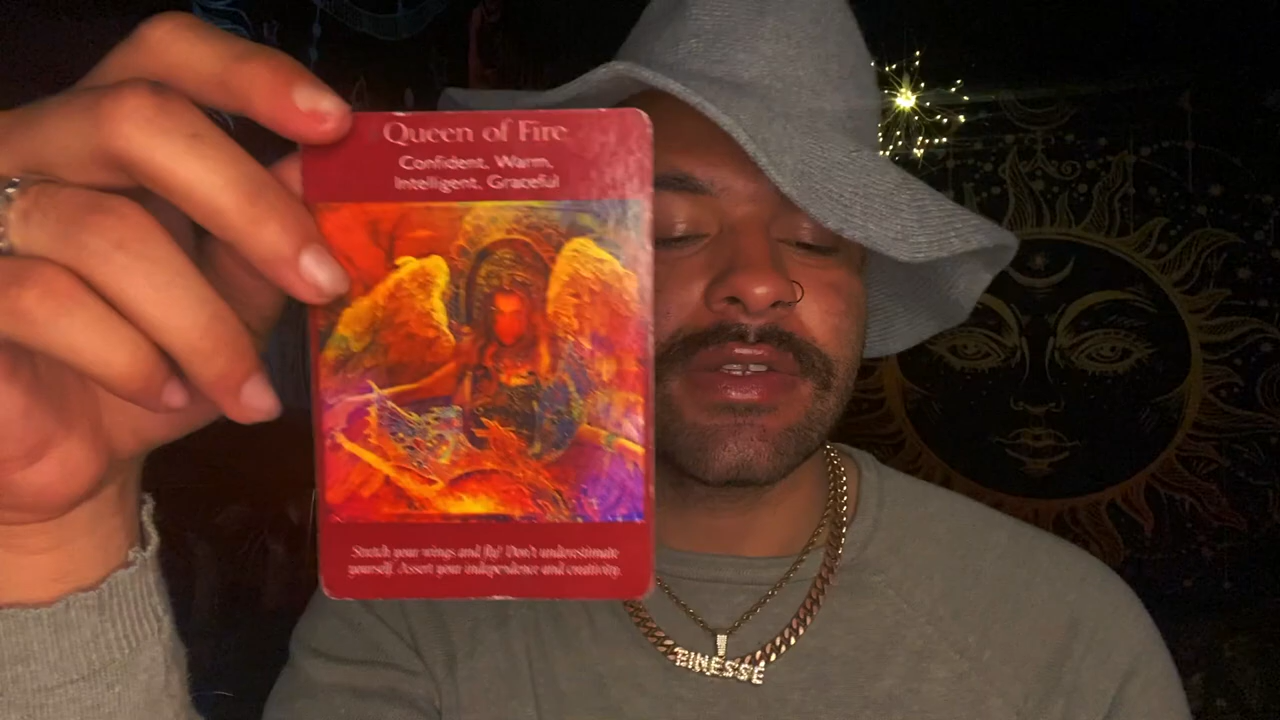 Queen of Fire
Confident, Warm,
Intelligent, Graceful
Stretch your wings and fly! Don't underestimate
yourself. Assert your independence and creativity.
FINESSE